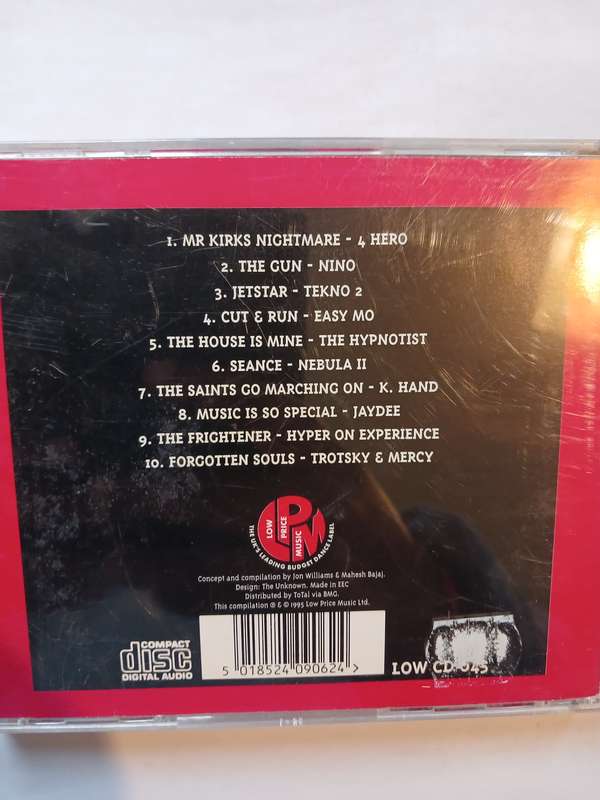 1. MR KIRKS NIGHTMARE - 4 HERO
2. THE GUN - NINO
3. JETSTAR - TEKNO 2
4. CUT & RUN - EASY MO
5. THE HOUSE IS MINE - THE HYPNOTIST
6. SEANCE - NEBULA II
7. THE SAINTS GO MARCHING ON - K. HAND
8. MUSIC IS SO SPECIAL - JAYDEE
9. THE FRIGHTENER - HYPER ON EXPERIENCE
10. FORGOTTEN SOULS - TROTSKY & MERCY
LPM
LOW
PRICE
MUSIC
THE UK'S LEADING BUDGET DANCE LABEL
Concept and compilation by Jon Williams & Mahesh Bajaj.
Design: The Unknown. Made in EEC
Distributed by ToTal via BMG.
This compilation ℗ & © 1995 Low Price Music Ltd.
COMPACT
disc
DIGITAL AUDIO
5 018524 090624 >
LOW CD 045